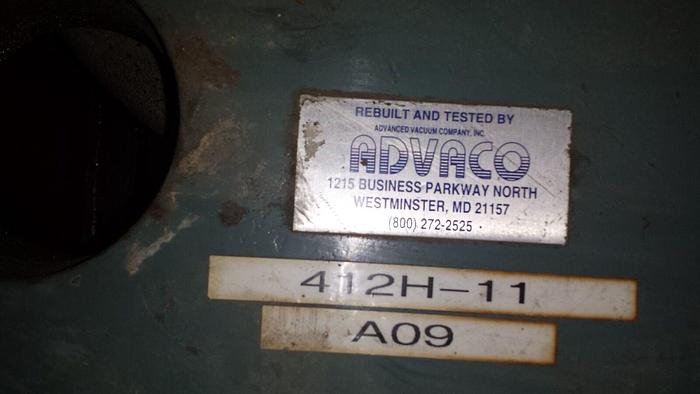 REBUILT AND TESTED BY
ADVANCED VACUUM COMPANY, INC.
ADVACO
1215 BUSINESS PARKWAY NORTH
WESTMINSTER, MD 21157
(800) 272-2525
412H-11
A09